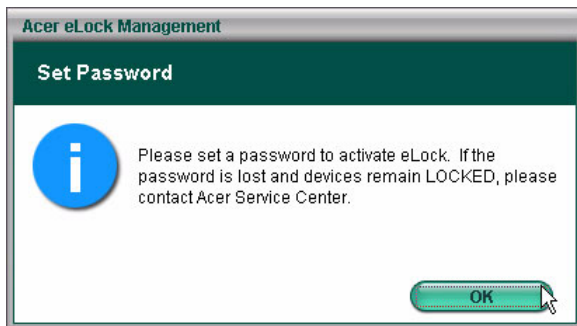 Acer eLock Management
Set Password
Please set a password to activate eLock. If the
password is lost and devices remain LOCKED, please
contact Acer Service Center.
OK